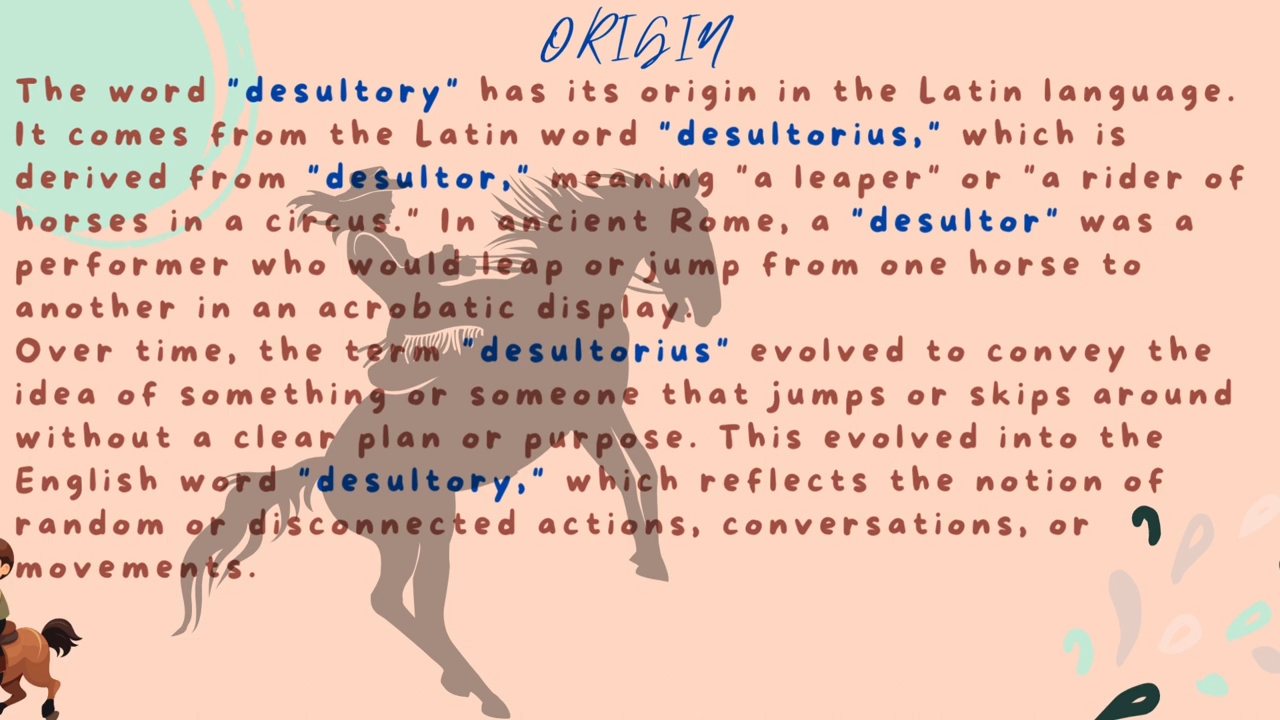 ORIGIN
The word "desultory" has its origin in the Latin language.
It comes from the Latin word "desultorius," which is
derived from "desultor," meaning "a leaper" or "a rider of
horses in a circus." In ancient Rome, a "desultor" was a
performer who would leap or jump from one horse to
another in an acrobatic display.
Over time, the term "desultorius" evolved to convey the
idea of something or someone that jumps or skips around
without a clear plan or purpose. This evolved into the
English word "desultory," which reflects the notion of
random or disconnected actions, conversations, or
movements.